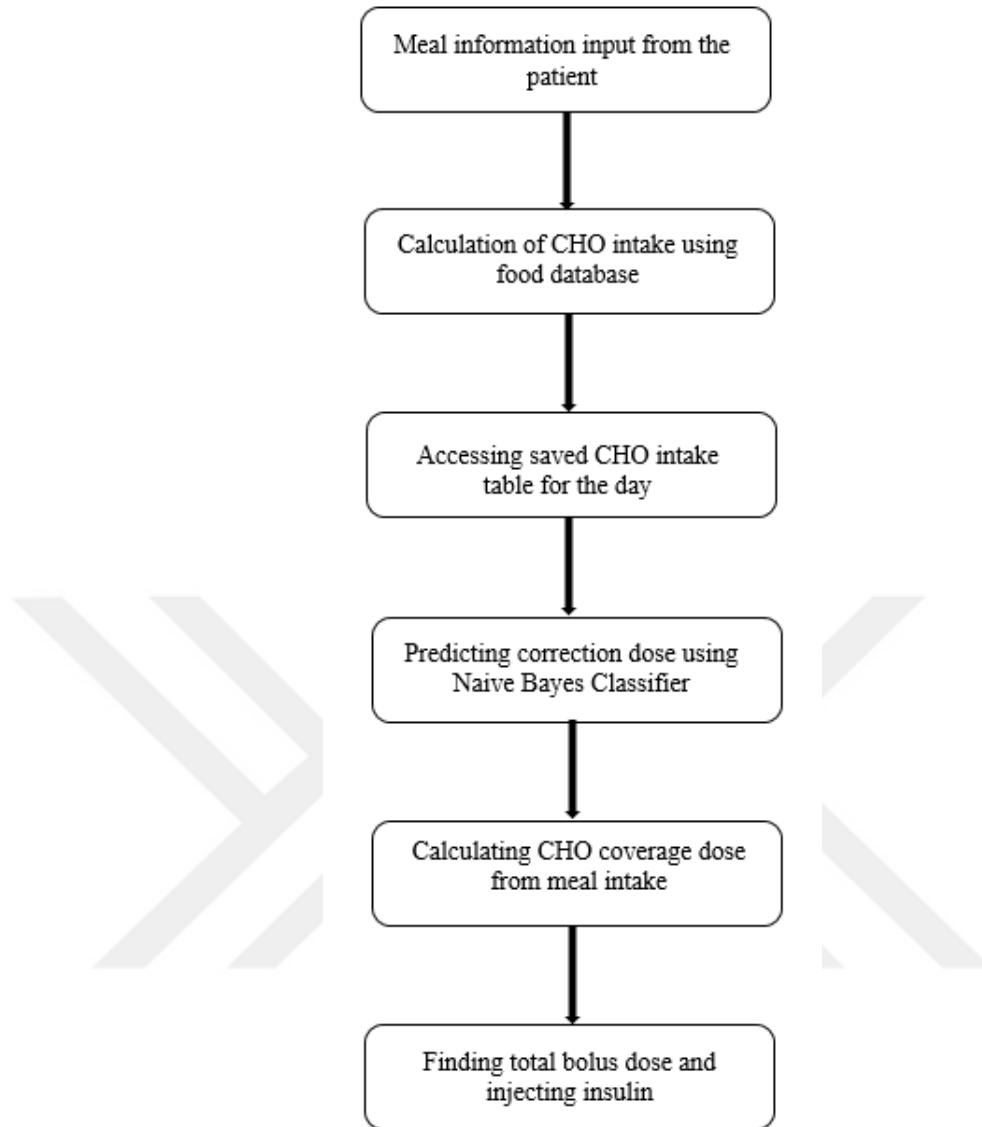 Meal information input from the
patient
Calculation of CHO intake using
food database
Accessing saved CHO intake
table for the day
Predicting correction dose using
Naive Bayes Classifier
Calculating CHO coverage dose
from meal intake
Finding total bolus dose and
injecting insulin